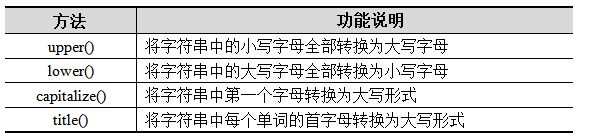 方法 功能说明
upper() 将字符串中的小写字母全部转换为大写字母
lower() 将字符串中的大写字母全部转换为小写字母
capitalize() 将字符串中第一个字母转换为大写形式
title() 将字符串中每个单词的首字母转换为大写形式